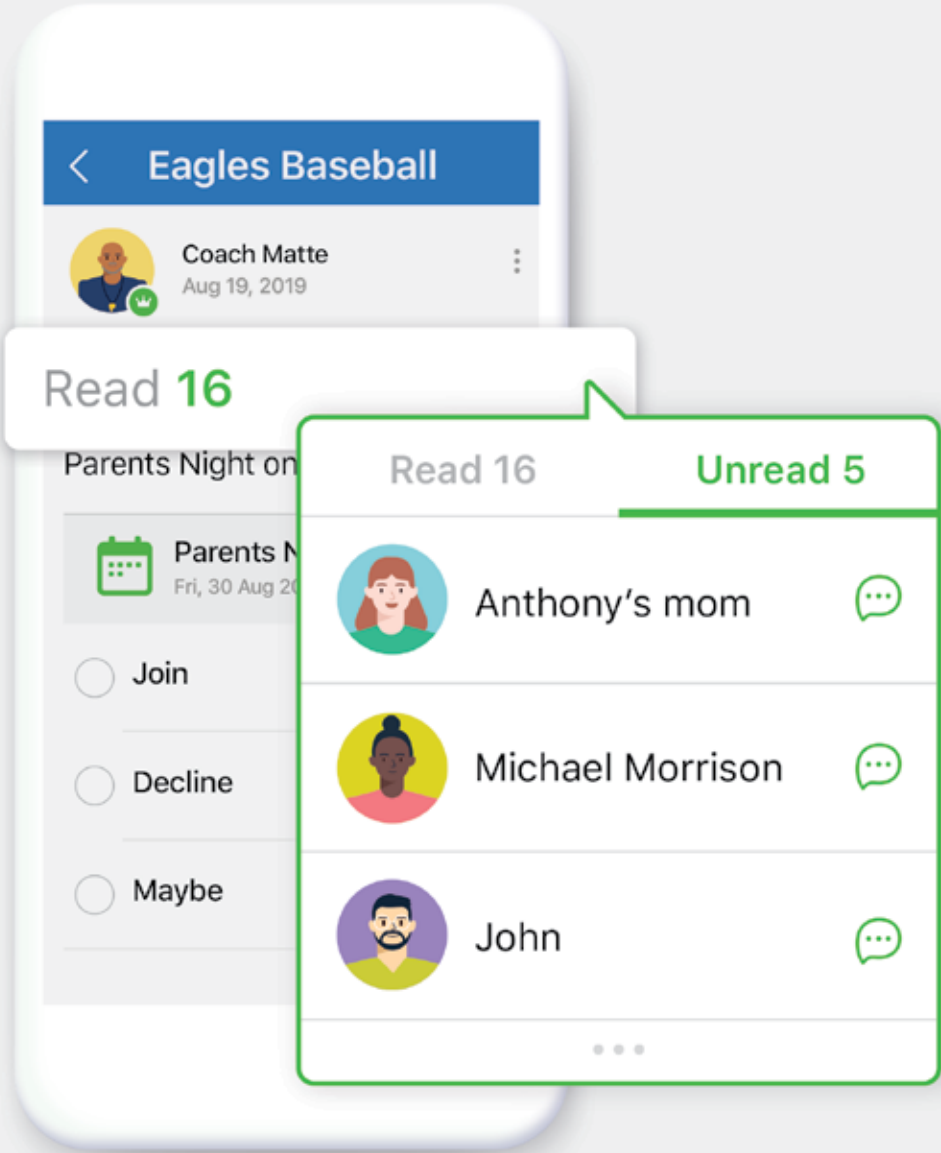 Eagles Baseball
Coach Matte
Aug 19, 2019
Read 16
Parents Night on
Read 16 Unread 5
Parents
Fri, 30 Aug
Anthony's mom
Join
Michael Morrison
Decline
Maybe
John